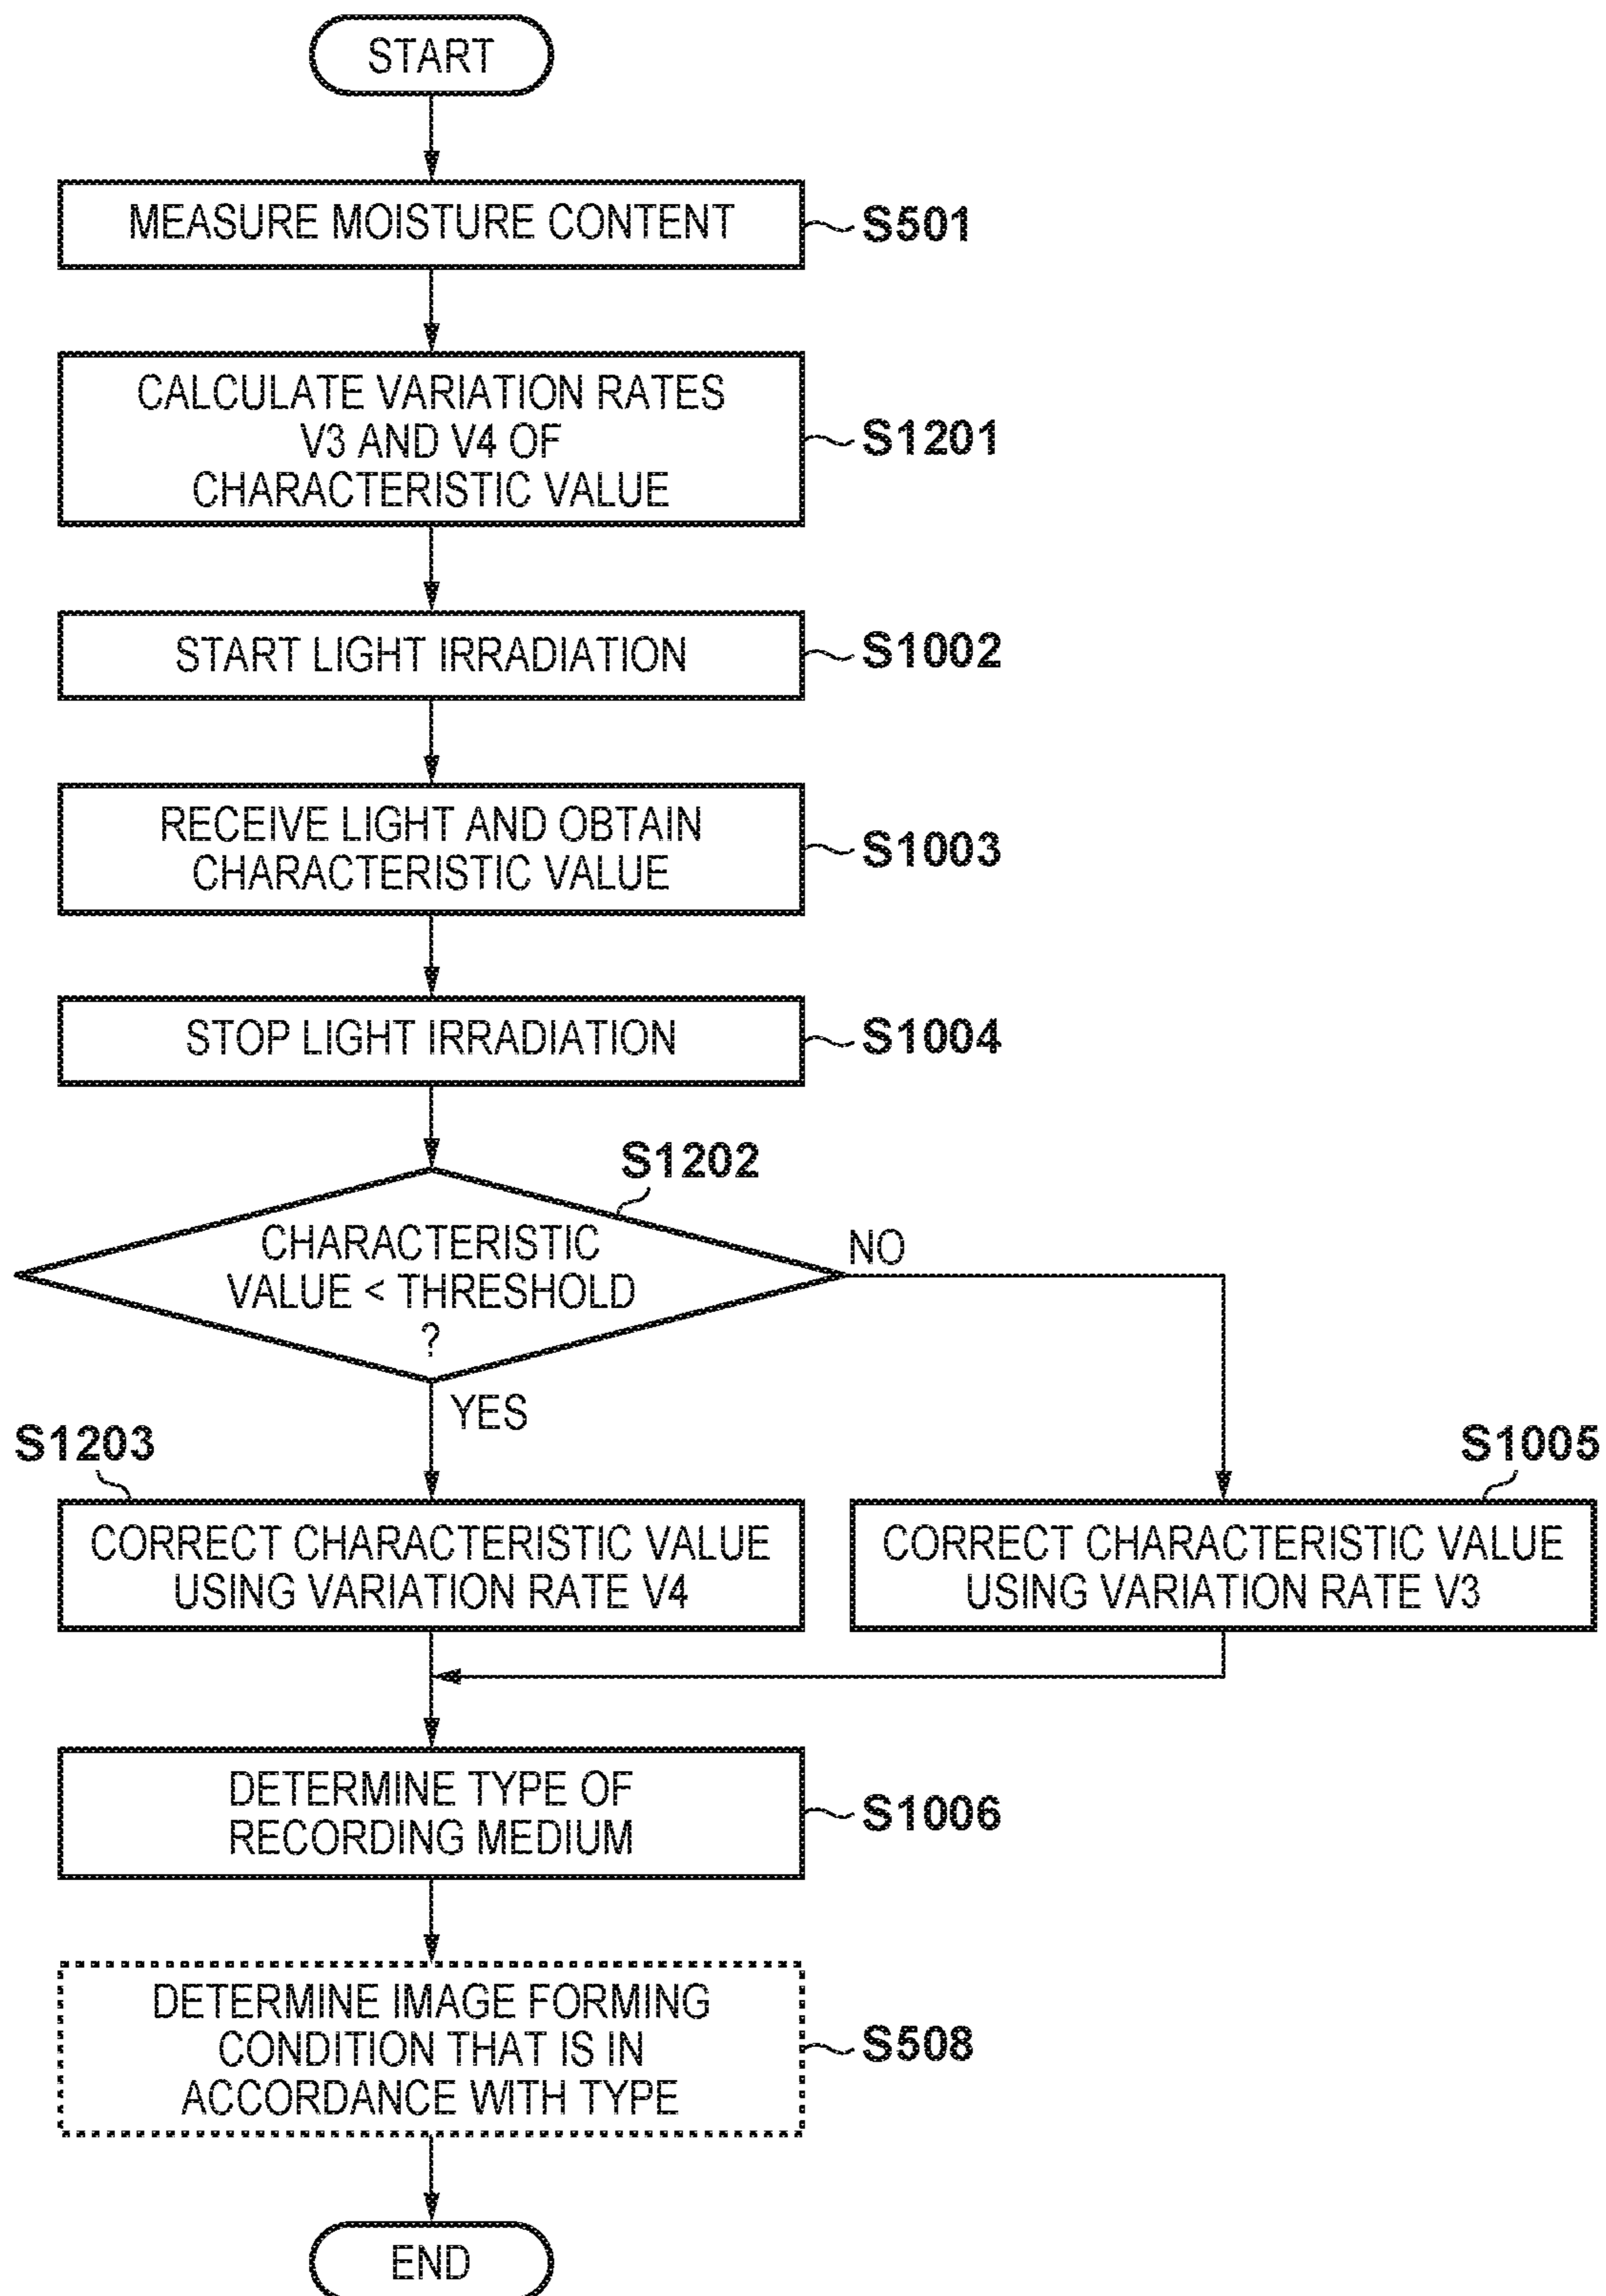 START
MEASURE MOISTURE CONTENT
S501
CALCULATE VARIATION RATES
V3 AND V4 OF
CHARACTERISTIC VALUE
S1201
START LIGHT IRRADIATION
S1002
RECEIVE LIGHT AND OBTAIN
CHARACTERISTIC VALUE
S1003
STOP LIGHT IRRADIATION
S1004
S1202
CHARACTERISTIC
VALUE < THRESHOLD
?
NO
YES
S1203
CORRECT CHARACTERISTIC VALUE
USING VARIATION RATE V4
S1005
CORRECT CHARACTERISTIC VALUE
USING VARIATION RATE V3
DETERMINE TYPE OF
RECORDING MEDIUM
S1006
DETERMINE IMAGE FORMING
CONDITION THAT IS IN
ACCORDANCE WITH TYPE
S508
END